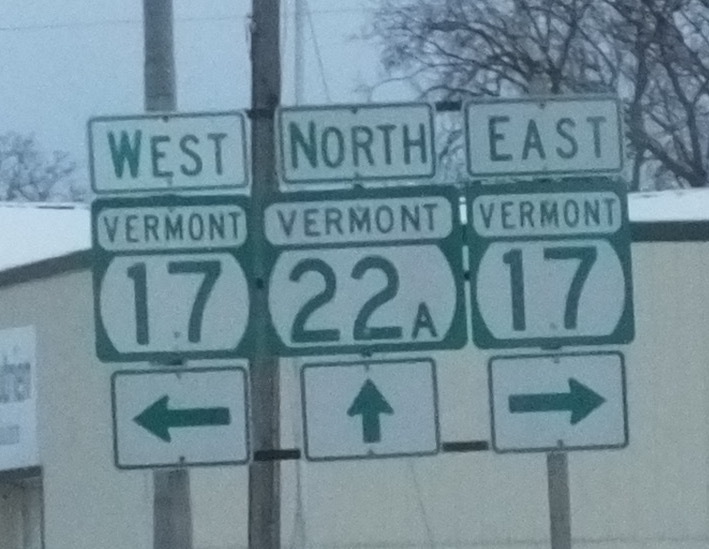 WEST
VERMONT
17
NORTH
VERMONT
22A
EAST
VERMONT
17